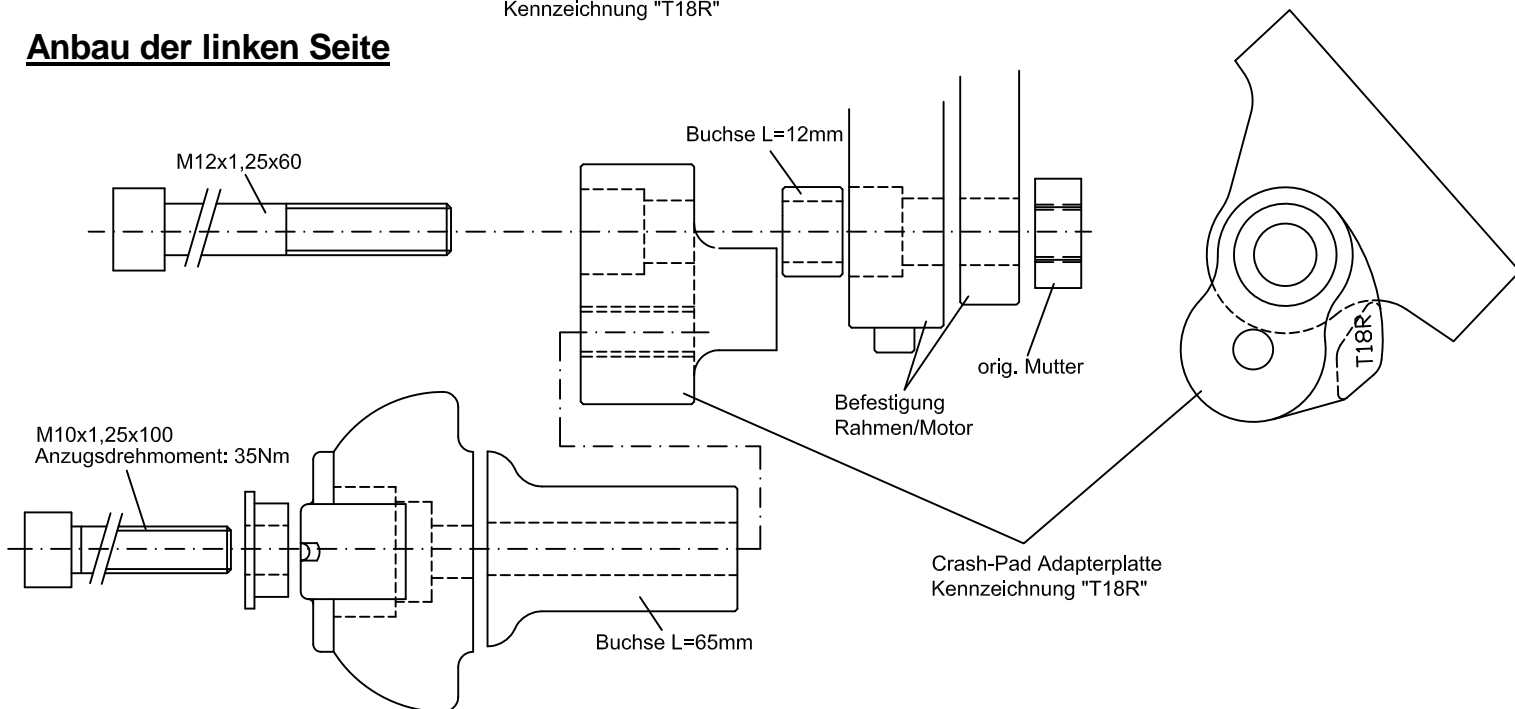 Kennzeichnung "T18R"
Anbau der linken Seite
Buchse L=12mm
M12x1,25x60
T18R
orig. Mutter
Befestigung
Rahmen/Motor
M10x1,25x100
Anzugsdrehmoment: 35Nm
Crash-Pad Adapterplatte
Kennzeichnung "T18R"
Buchse L=65mm